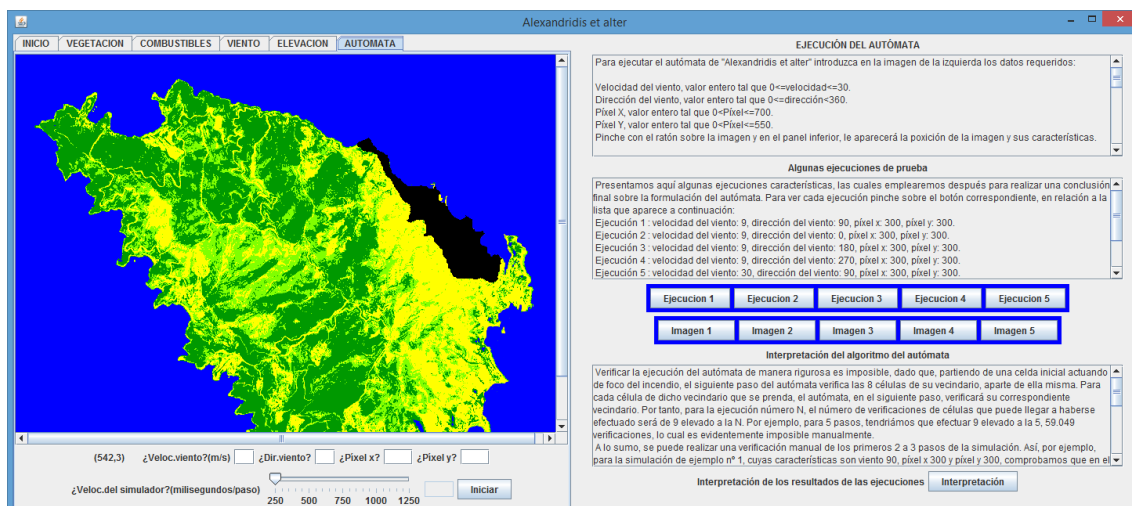 Alexandridis et alter
INICIO VEGETACION COMBUSTIBLES VIENTO ELEVACION AUTOMATA
(542,3) ¿Veloc.viento?(m/s) ¿Dir.viento? ¿Píxel x? ¿Píxel y?
¿Veloc.del simulador?(milisegundos/paso)
250 500 750 1000 1250
Iniciar
EJECUCIÓN DEL AUTÓMATA
Para ejecutar el autómata de "Alexandridis et alter" introduzca en la imagen de la izquierda los datos requeridos:
Velocidad del viento, valor entero tal que 0<=velocidad<=30.
Dirección del viento, valor entero tal que 0<=dirección<360.
Píxel X, valor entero tal que 0<Píxel<=700.
Píxel Y, valor entero tal que 0<Píxel<=550.
Pinche con el ratón sobre la imagen y en el panel inferior, le aparecerá la poxición de la imagen y sus características.
Algunas ejecuciones de prueba
Presentamos aquí algunas ejecuciones características, las cuales emplearemos después para realizar una conclusión
final sobre la formulación del autómata. Para ver cada ejecución pinche sobre el botón correspondiente, en relación a la
lista que aparece a continuación:
Ejecución 1 : velocidad del viento: 9, dirección del viento: 90, píxel x: 300, píxel y: 300.
Ejecución 2 : velocidad del viento: 9, dirección del viento: 0, píxel x: 300, píxel y: 300.
Ejecución 3 : velocidad del viento: 9, dirección del viento: 180, píxel x: 300, píxel y: 300.
Ejecución 4 : velocidad del viento: 9, dirección del viento: 270, píxel x: 300, píxel y: 300.
Ejecución 5 : velocidad del viento: 30, dirección del viento: 90, píxel x: 300, píxel y: 300.
Ejecucion 1 Ejecucion 2 Ejecucion 3 Ejecucion 4 Ejecucion 5
Imagen 1 Imagen 2 Imagen 3 Imagen 4 Imagen 5
Interpretación del algoritmo del autómata
Verificar la ejecución del autómata de manera rigurosa es imposible, dado que, partiendo de una celda inicial actuando
de foco del incendio, el siguiente paso del autómata verifica las 8 células de su vecindario, aparte de ella misma. Para
cada célula de dicho vecindario que se prenda, el autómata, en el siguiente paso, verificará su correspondiente
vecindario. Por tanto, para la ejecución número N, el número de verificaciones de células que puede llegar a haberse
efectuado será de 9 elevado a la N. Por ejemplo, para 5 pasos, tendríamos que efectuar 9 elevado a la 5, 59.049
verificaciones, lo cual es evidentemente imposible manualmente.
A lo sumo, se puede realizar una verificación manual de los primeros 2 a 3 pasos de la simulación. Así, por ejemplo,
para la simulación de ejemplo nº 1, cuyas características son viento 90, píxel x 300 y píxel y 300, comprobamos que en el
Interpretación de los resultados de las ejecuciones Interpretación